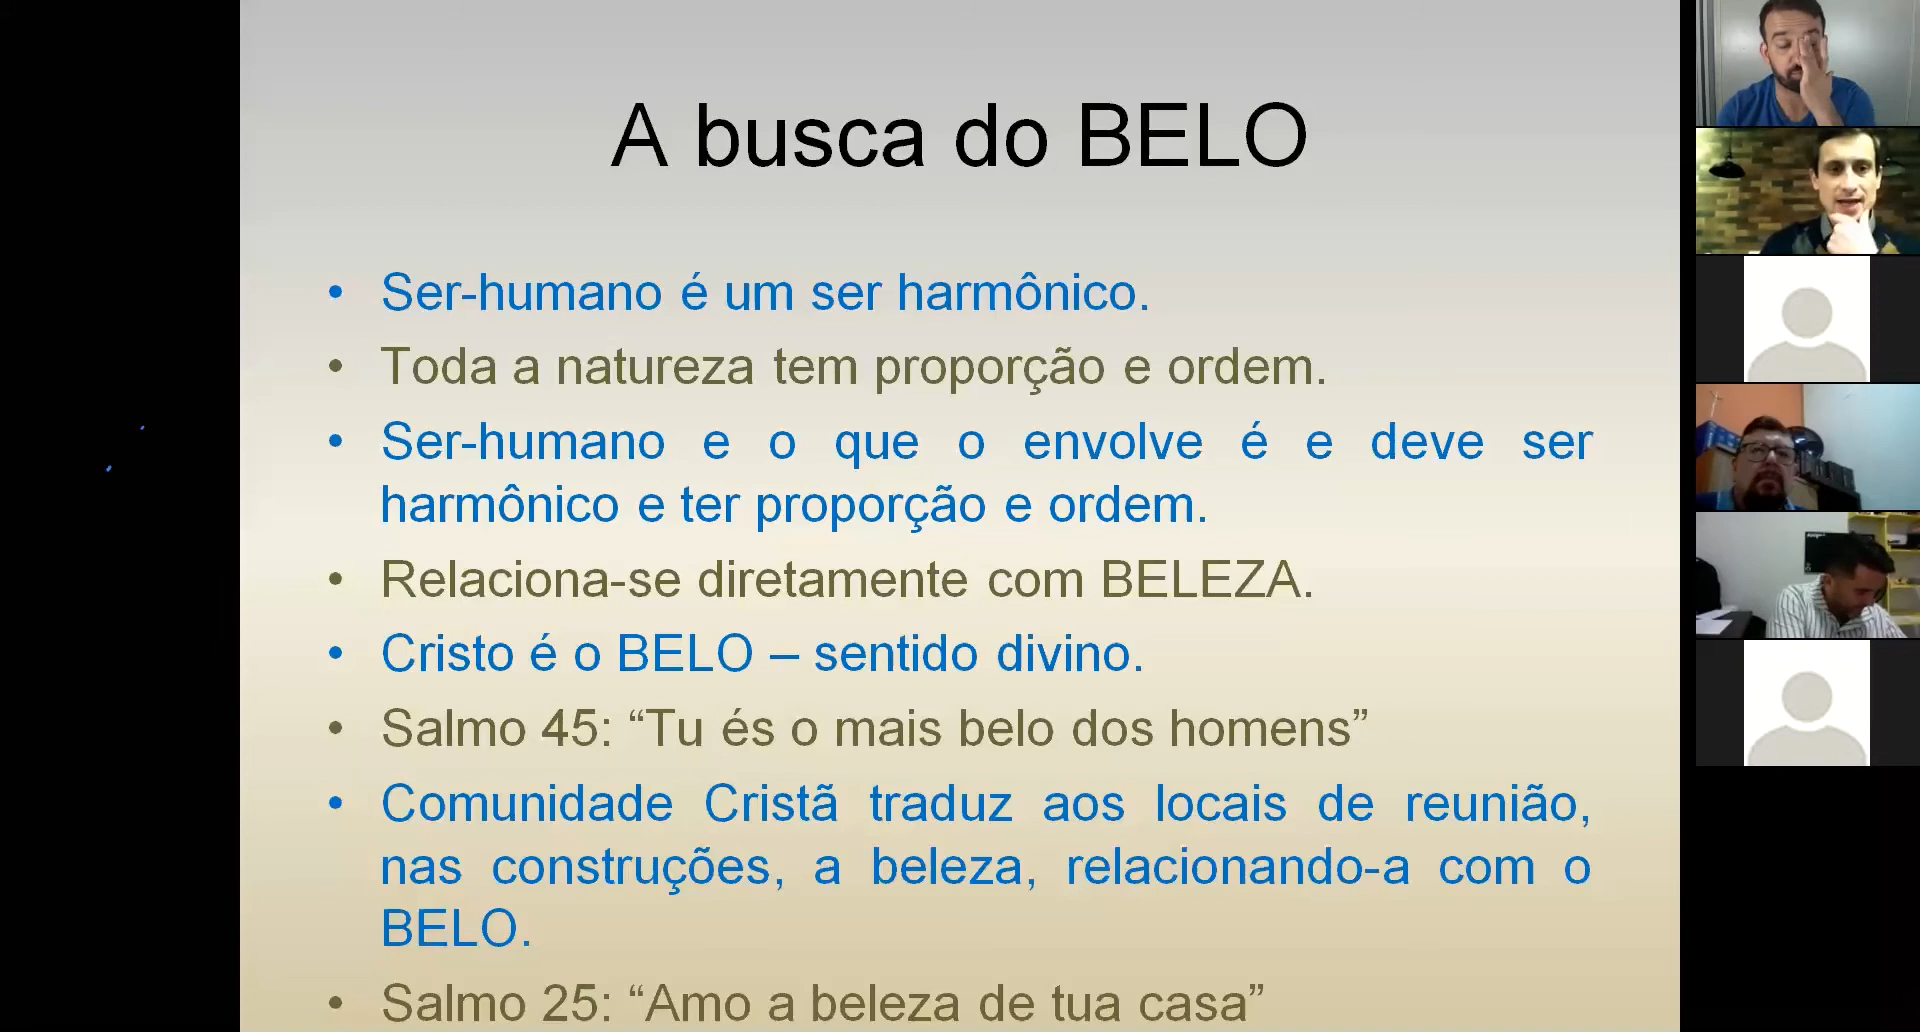 A busca do BELO
• Ser-humano é um ser harmônico.
• Toda a natureza tem proporção e ordem.
• Ser-humano e o que o envolve é e deve ser
harmônico e ter proporção e ordem.
• Relaciona-se diretamente com BELEZA.
• Cristo é o BELO – sentido divino.
• Salmo 45: “Tu és o mais belo dos homens”
• Comunidade Cristã traduz aos locais de reunião,
nas construções, a beleza, relacionando-a com o
BELO.
• Salmo 25: “Amo a beleza de tua casa”